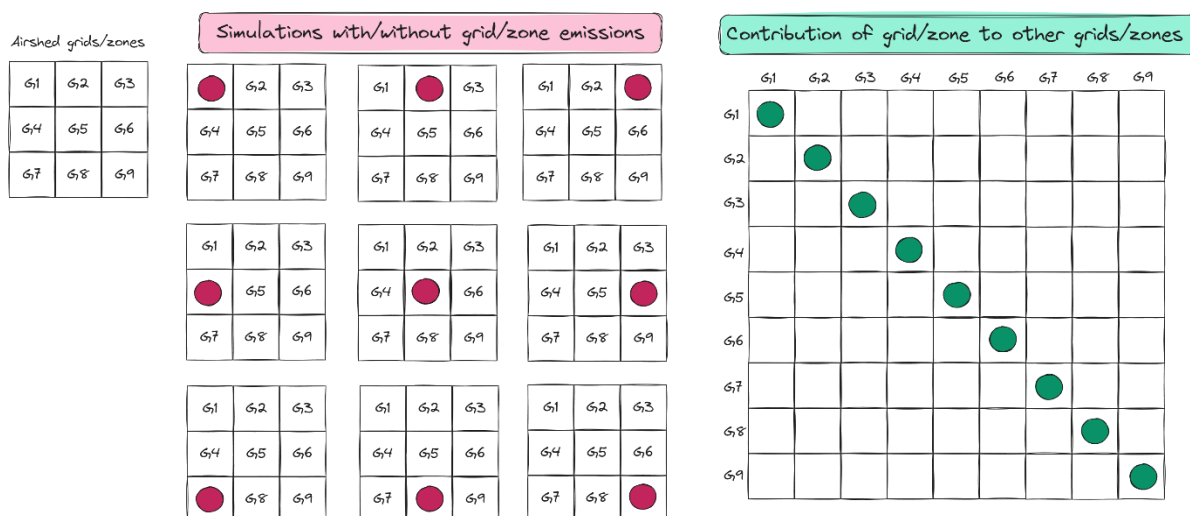 Airshed grids/zones
G1 G2 G3
G4 G5 G6
G7 G8 G9
Simulations with/without grid/zone emissions
G2 G3
G4 G5 G6
G7 G8 G9
G1 G3
G4 G5 G6
G7 G8 G9
G1 G2
G4 G5 G6
G7 G8 G9
G1 G2 G3
G5 G6
G7 G8 G9
G1 G2 G3
G4 G6
G7 G8 G9
G1 G2 G3
G4 G5
G7 G8 G9
G1 G2 G3
G4 G5 G6
G8 G9
G1 G2 G3
G4 G5 G6
G7 G9
G1 G2 G3
G4 G5 G6
G7 G8
Contribution of grid/zone to other grids/zones
G1 G2 G3 G4 G5 G6 G7 G8 G9
G1
G2
G3
G4
G5
G6
G7
G8
G9